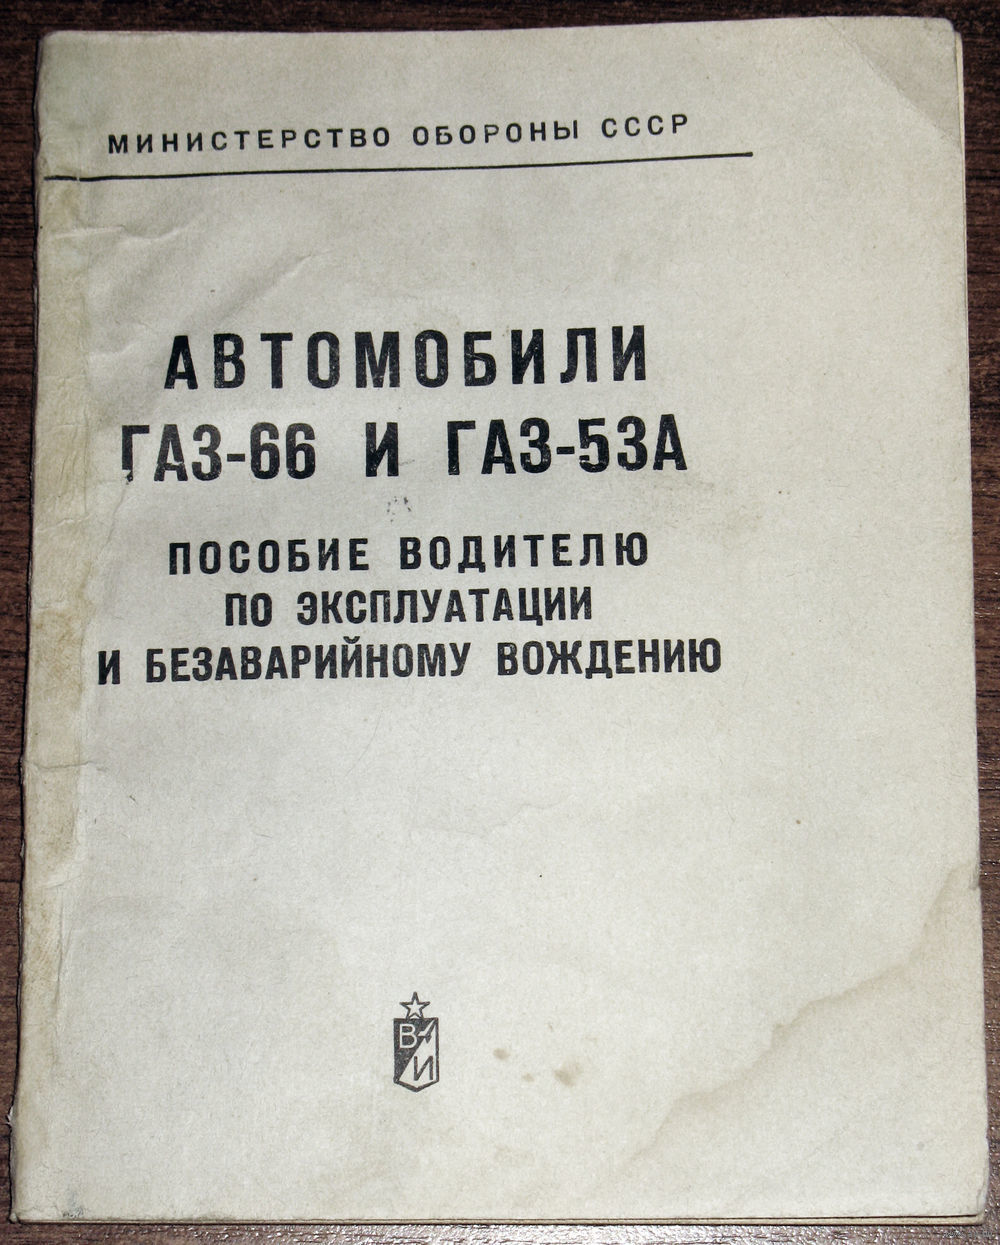 МИНИСТЕРСТВО ОБОРОНЫ СССР
АВТОМОБИЛИ
ГАЗ-66 И ГАЗ-53А
ПОСОБИЕ ВОДИТЕЛЮ
ПО ЭКСПЛУАТАЦИИ
И БЕЗАВАРИЙНОМУ ВОЖДЕНИЮ
В
И